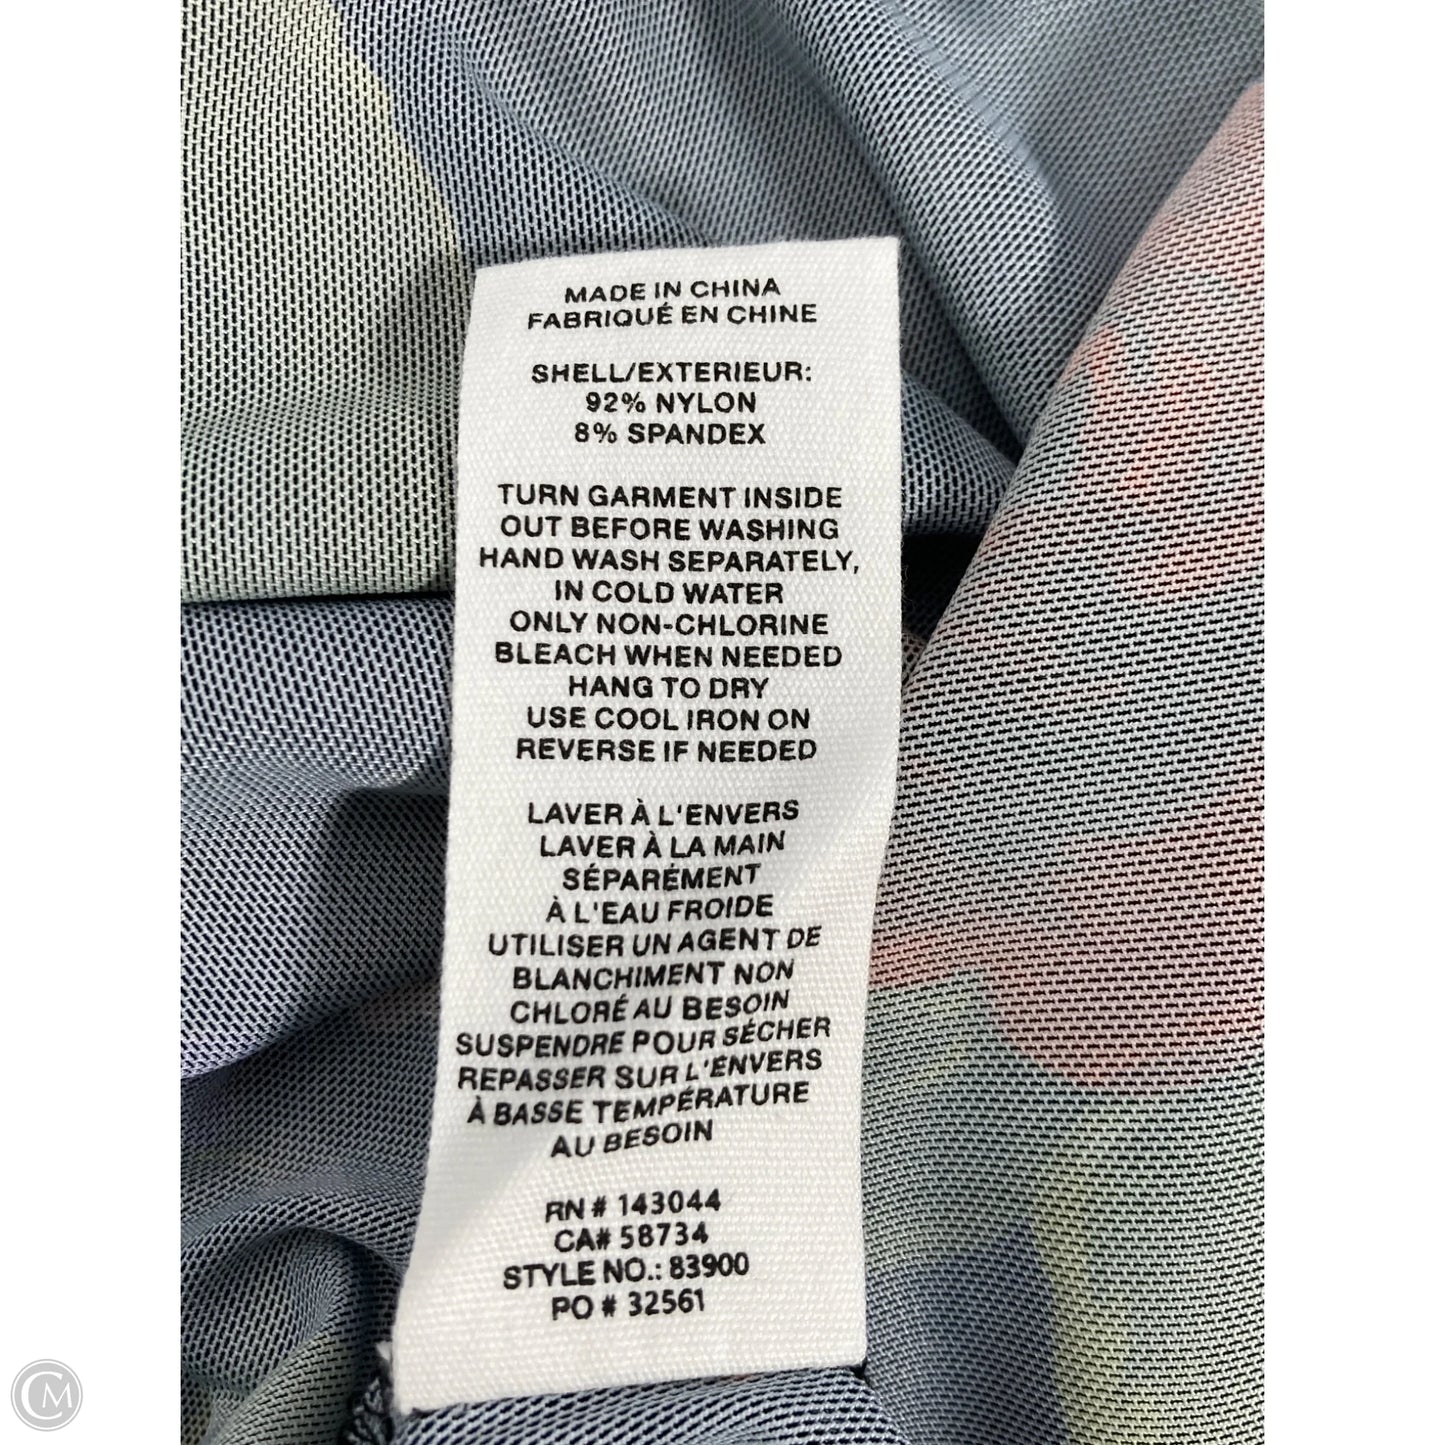 MADE IN CHINA
FABRIQUÉ EN CHINE
SHELL/EXTERIEUR:
92% NYLON
8% SPANDEX
TURN GARMENT INSIDE
OUT BEFORE WASHING
HAND WASH SEPARATELY,
IN COLD WATER
ONLY NON-CHLORINE
BLEACH WHEN NEEDED
HANG TO DRY
USE COOL IRON ON
REVERSE IF NEEDED
LAVER À L'ENVERS
LAVER À LA MAIN
SÉPARÉMENT
À L'EAU FROIDE
UTILISER UN AGENT DE
BLANCHIMENT NON
CHLORÉ AU BESOIN
SUSPENDRE POUR SÉCHER
REPASSER SUR L'ENVERS
À BASSE TEMPÉRATURE
AU BESOIN
RN # 143044
CA# 58734
STYLE NO.: 83900
PO # 32561
CM